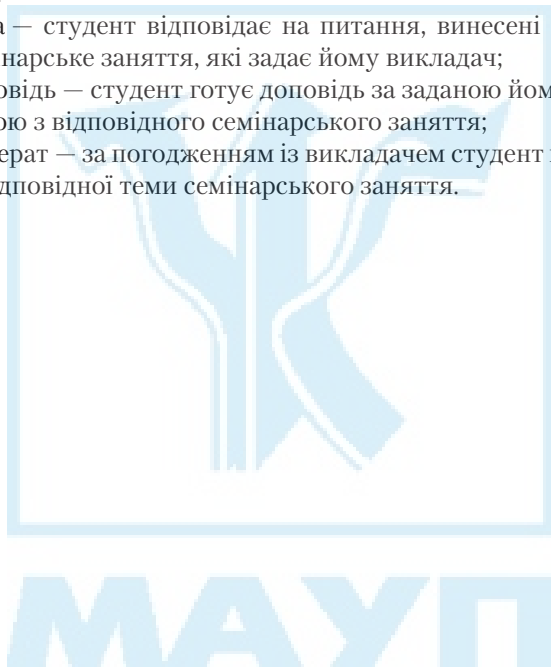 а — студент відповідає на питання, винесені
нарське заняття, які задає йому викладач;
овідь — студент готує доповідь за заданою йом
ою з відповідного семінарського заняття;
ерат — за погодженням із викладачем студент
дповідної теми семінарського заняття.
МАУП